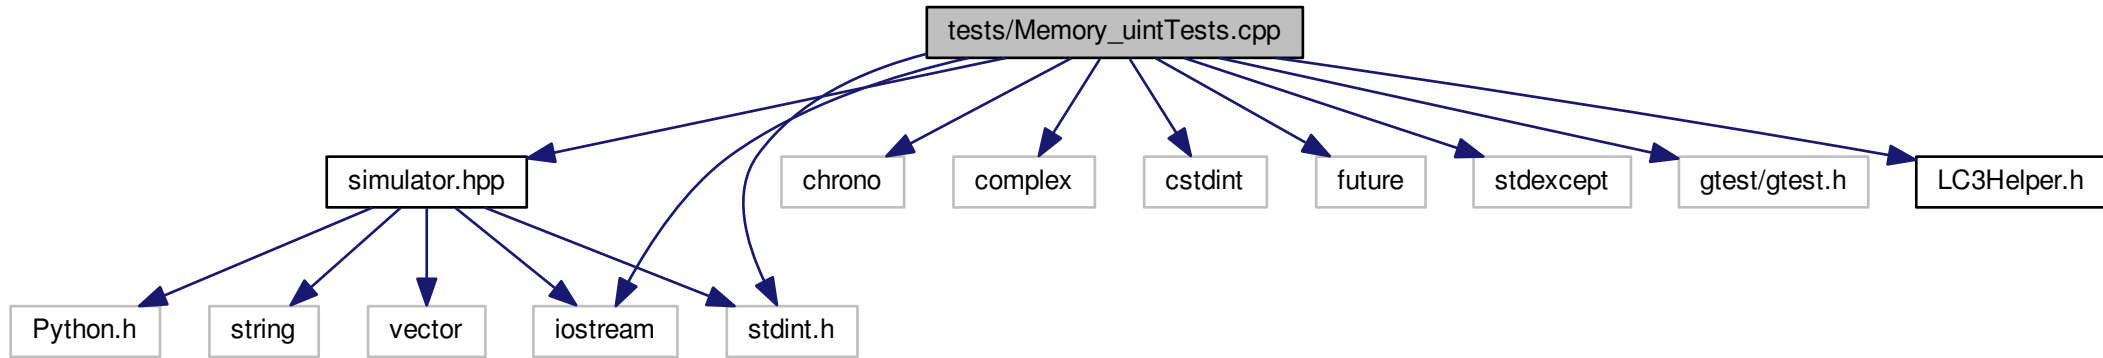 tests/Memory_uintTests.cpp
simulator.hpp
chrono
complex
cstdint
future
stdexcept
gtest/gtest.h
LC3Helper.h
Python.h
string
vector
iostream
stdint.h